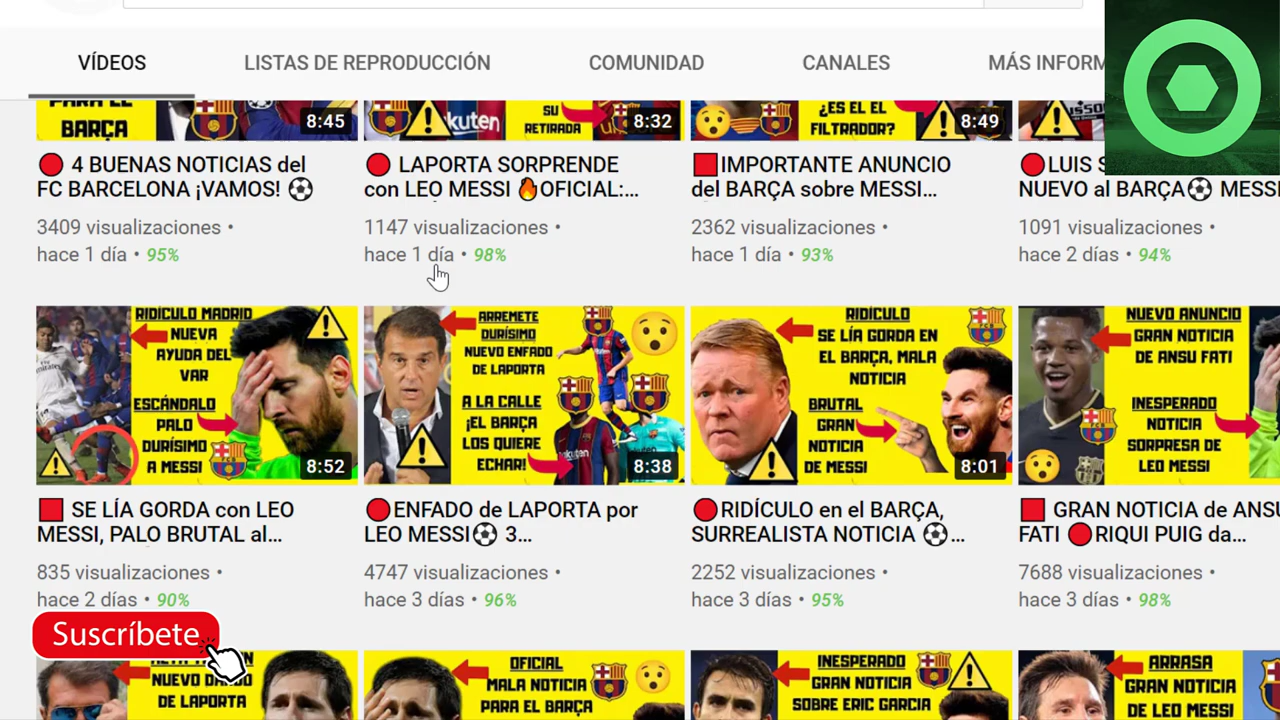 VÍDEOS
LISTAS DE REPRODUCCIÓN
COMUNIDAD
CANALES
MÁS INFORM
PARA EL
BARÇA
8:45
kuten
SU
RETIRADA
8:32
¿ES EL EL
FILTRADOR?
8:49
🔴 4 BUENAS NOTICIAS del
FC BARCELONA ¡VAMOS! ⚽
3409 visualizaciones •
hace 1 día • 95%
🔴 LAPORTA SORPRENDE
con LEO MESSI 🔥OFICIAL:...
1147 visualizaciones •
hace 1 día • 98%
🟥IMPORTANTE ANUNCIO
del BARÇA sobre MESSI...
2362 visualizaciones •
hace 1 día • 93%
🔴LUIS S
NUEVO al BARÇA⚽ MESSI
1091 visualizaciones •
hace 2 días • 94%
RIDÍCULO MADRID
NUEVA
AYUDA DEL
VAR
ESCÁNDALO
PALO
DURÍSIMO
A MESSI
8:52
ARREMETE
DURÍSIMO
NUEVO ENFADO
DE LAPORTA
A LA CALLE
¡EL BARÇA
LOS QUIERE
ECHAR!
8:38
RIDÍCULO
SE LÍA GORDA EN
EL BARÇA, MALA
NOTICIA
BRUTAL
GRAN
NOTICIA
DE MESSI
8:01
NUEVO ANUNCIO
GRAN NOTICIA
DE ANSU FATI
INESPERADO
NOTICIA
SORPRESA DE
LEO MESSI
🟥 SE LÍA GORDA con LEO
MESSI, PALO BRUTAL al...
835 visualizaciones •
hace 2 días • 90%
🔴ENFADO de LAPORTA por
LEO MESSI⚽ 3...
4747 visualizaciones •
hace 3 días • 96%
🔴RIDÍCULO en el BARÇA,
SURREALISTA NOTICIA ⚽...
2252 visualizaciones •
hace 3 días • 95%
🟥 GRAN NOTICIA de ANSU
FATI 🔴RIQUI PUIG da...
7688 visualizaciones •
hace 3 días • 98%
Suscríbete
DE LAPORTA
OFICIAL
MALA NOTICIA
PARA EL BARÇA
INESPERADO
GRAN NOTICIA
SOBRE ERIC GARCIA
ARRASA
GRAN NOTICIA
DE LEO MESSI